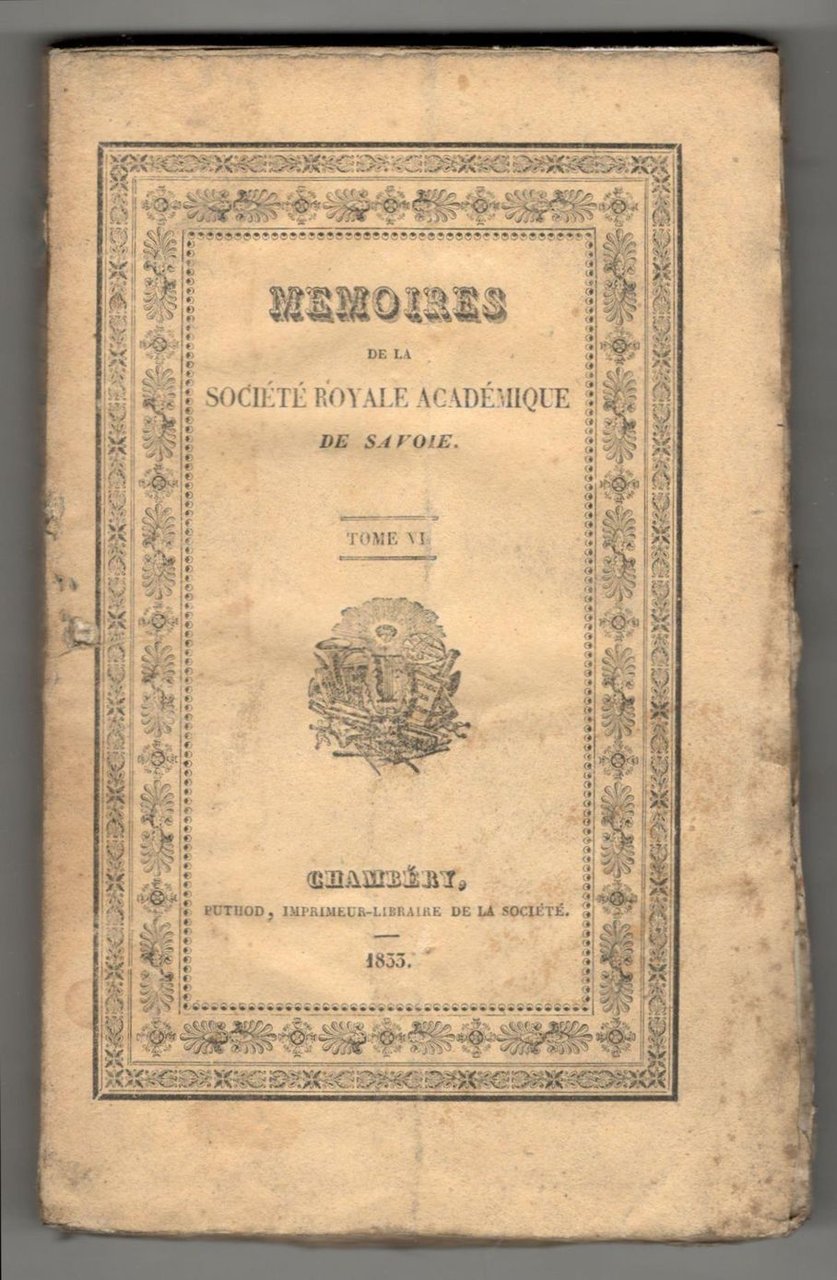 MEMOIRES
DE LA
SOCIÉTÉ ROYALE ACADÉMIQUE
DE SAVOIE.
TOME VI
CHAMBÉRY,
PUTHOD, IMPRIMEUR-LIBRAIRE DE LA SOCIÉTÉ.
1833.